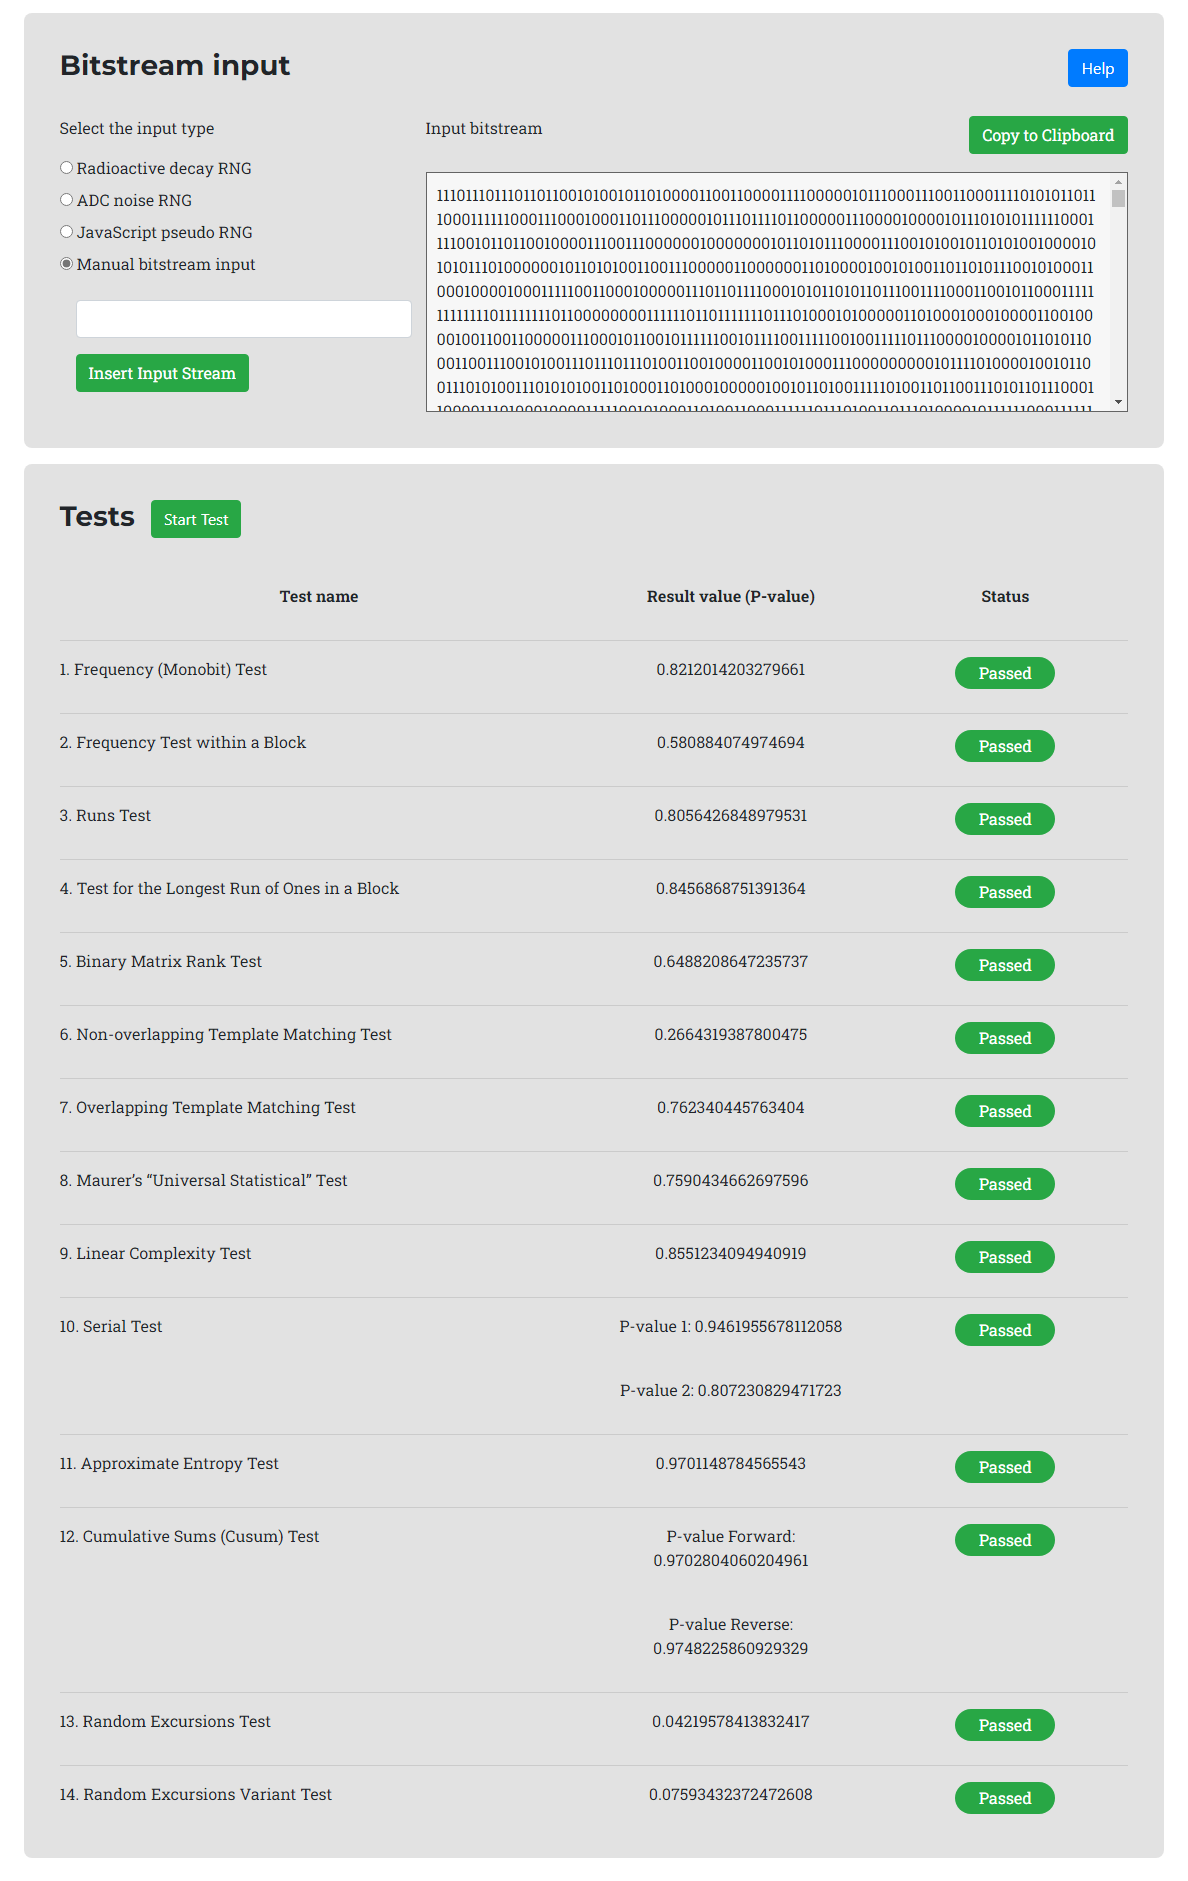 Bitstream input
Help
Select the input type
Input bitstream
Copy to Clipboard
Radioactive decay RNG
ADC noise RNG
JavaScript pseudo RNG
Manual bitstream input
1110111011101101100101001011010000110011000011110000010111000111001100011110101011011
1000111111000111000100011011100000101110111101100000111000010000101110101011111110001
1110010110110010000111001110000001000000010110101110000111001010010110101001000010
1010111010000001011010100110011100000110000001101000010010100110110101110010100011
00010000100011111001100010000011101101111000101011010110111001111000110010110001111
11111111101111111101100000000011111101101111111011101000101000001101000100010000110010
00010011001100000111000101100101111110010111100111110010011111011100001000010110101
001100111001010011101110111010011001000011001010001110000000001011110100001001011
0011101010011101010100110100011010001000001001011101001111101001101100111010110111000
Insert Input Stream
Tests
Start Test
Test name
Result value (P-value)
Status
1. Frequency (Monobit) Test
0.8212014203279661
Passed
2. Frequency Test within a Block
0.580884074974694
Passed
3. Runs Test
0.8056426848979531
Passed
4. Test for the Longest Run of Ones in a Block
0.8456868751391364
Passed
5. Binary Matrix Rank Test
0.6488208647235737
Passed
6. Non-overlapping Template Matching Test
0.2664319387800475
Passed
7. Overlapping Template Matching Test
0.762340445763404
Passed
8. Maurer’s “Universal Statistical” Test
0.7590434662697596
Passed
9. Linear Complexity Test
0.8551234094940919
Passed
10. Serial Test
P-value 1: 0.9461955678112058
Passed
P-value 2: 0.807230829471723
11. Approximate Entropy Test
0.9701148784565543
Passed
12. Cumulative Sums (Cusum) Test
P-value Forward:
0.9702804060204961
Passed
P-value Reverse:
0.9748225860929329
13. Random Excursions Test
0.04219578413832417
Passed
14. Random Excursions Variant Test
0.07593432372472608
Passed